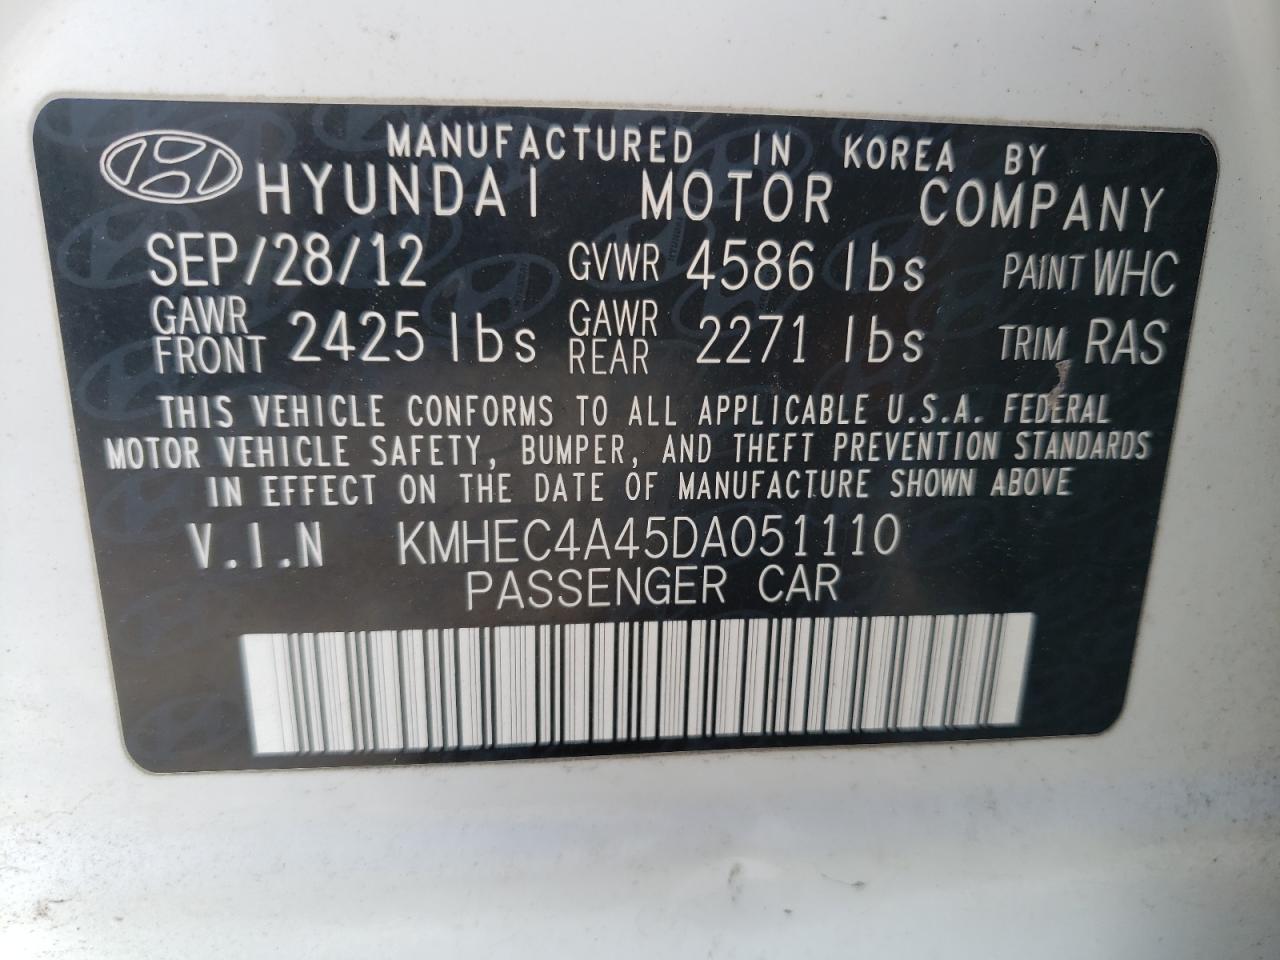 MANUFACTURED IN KOREA BY
HYUNDAI MOTOR COMPANY
SEP/28/12 GVWR 4586 lbs PAINT WHC
GAWR FRONT 2425 lbs GAWR REAR 2271 lbs TRIM RAS
THIS VEHICLE CONFORMS TO ALL APPLICABLE U.S.A. FEDERAL
MOTOR VEHICLE SAFETY, BUMPER, AND THEFT PREVENTION STANDARDS
IN EFFECT ON THE DATE OF MANUFACTURE SHOWN ABOVE
V.I.N KMHEC4A45DA051110
PASSENGER CAR